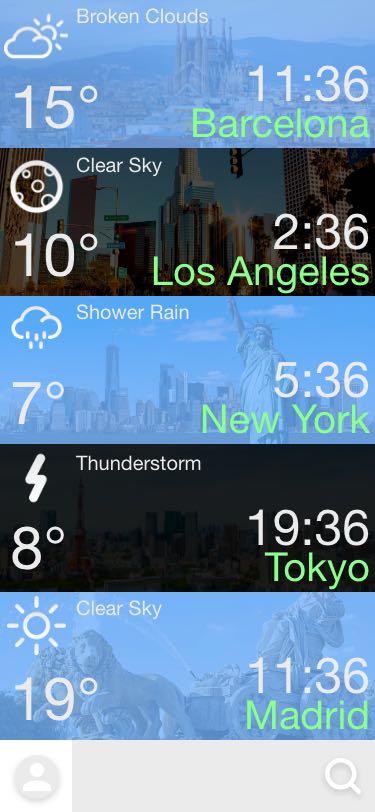 Broken Clouds
15°
11:36
Barcelona
Clear Sky
10°
2:36
Los Angeles
Shower Rain
7°
5:36
New York
Thunderstorm
8°
19:36
Tokyo
Clear Sky
19°
11:36
Madrid